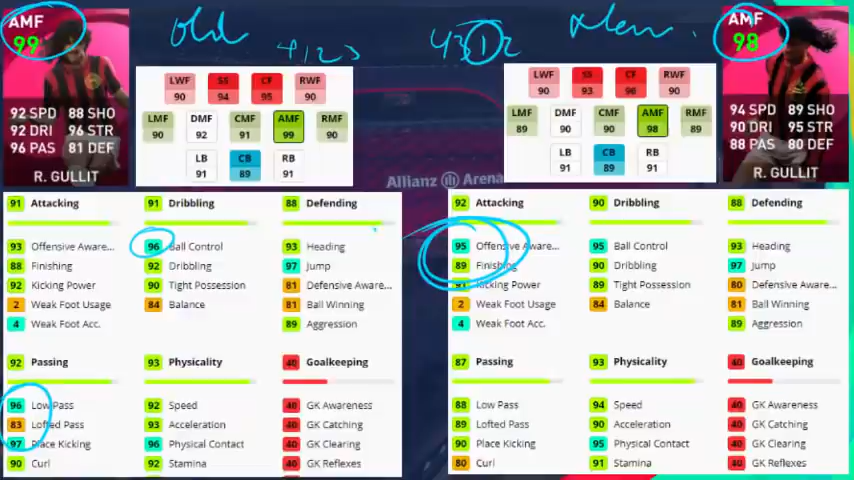 AMF
99
92 SPD 88 SHO
92 DRI 96 STR
96 PAS 81 DEF
R. GULLIT
old
4123
LWF SS CF RWF
90 94 95 90
LMF DMF CMF AMF RMF
90 92 91 99 90
LB CB RB
91 89 91
4312
New
AMF
98
94 SPD 89 SHO
90 DRI 95 STR
88 PAS 80 DEF
R. GULLIT
LWF SS CF RWF
90 93 96 90
LMF DMF CMF AMF RMF
89 90 90 98 89
LB CB RB
91 89 91
Allianz Arena
91 Attacking
93 Offensive Aware...
88 Finishing
92 Kicking Power
2 Weak Foot Usage
4 Weak Foot Acc.
91 Dribbling
96 Ball Control
92 Dribbling
90 Tight Possession
84 Balance
88 Defending
93 Heading
97 Jump
81 Defensive Aware...
81 Ball Winning
89 Aggression
92 Passing
96 Low Pass
83 Lofted Pass
97 Place Kicking
90 Curl
93 Physicality
92 Speed
93 Acceleration
96 Physical Contact
92 Stamina
40 Goalkeeping
40 GK Awareness
40 GK Catching
40 GK Clearing
40 GK Reflexes
92 Attacking
95 Offensive Aware...
89 Finishing
91 Kicking Power
2 Weak Foot Usage
4 Weak Foot Acc.
90 Dribbling
95 Ball Control
90 Dribbling
89 Tight Possession
84 Balance
88 Defending
93 Heading
97 Jump
80 Defensive Aware...
81 Ball Winning
89 Aggression
87 Passing
88 Low Pass
89 Lofted Pass
90 Place Kicking
80 Curl
93 Physicality
94 Speed
90 Acceleration
95 Physical Contact
91 Stamina
40 Goalkeeping
40 GK Awareness
40 GK Catching
40 GK Clearing
40 GK Reflexes